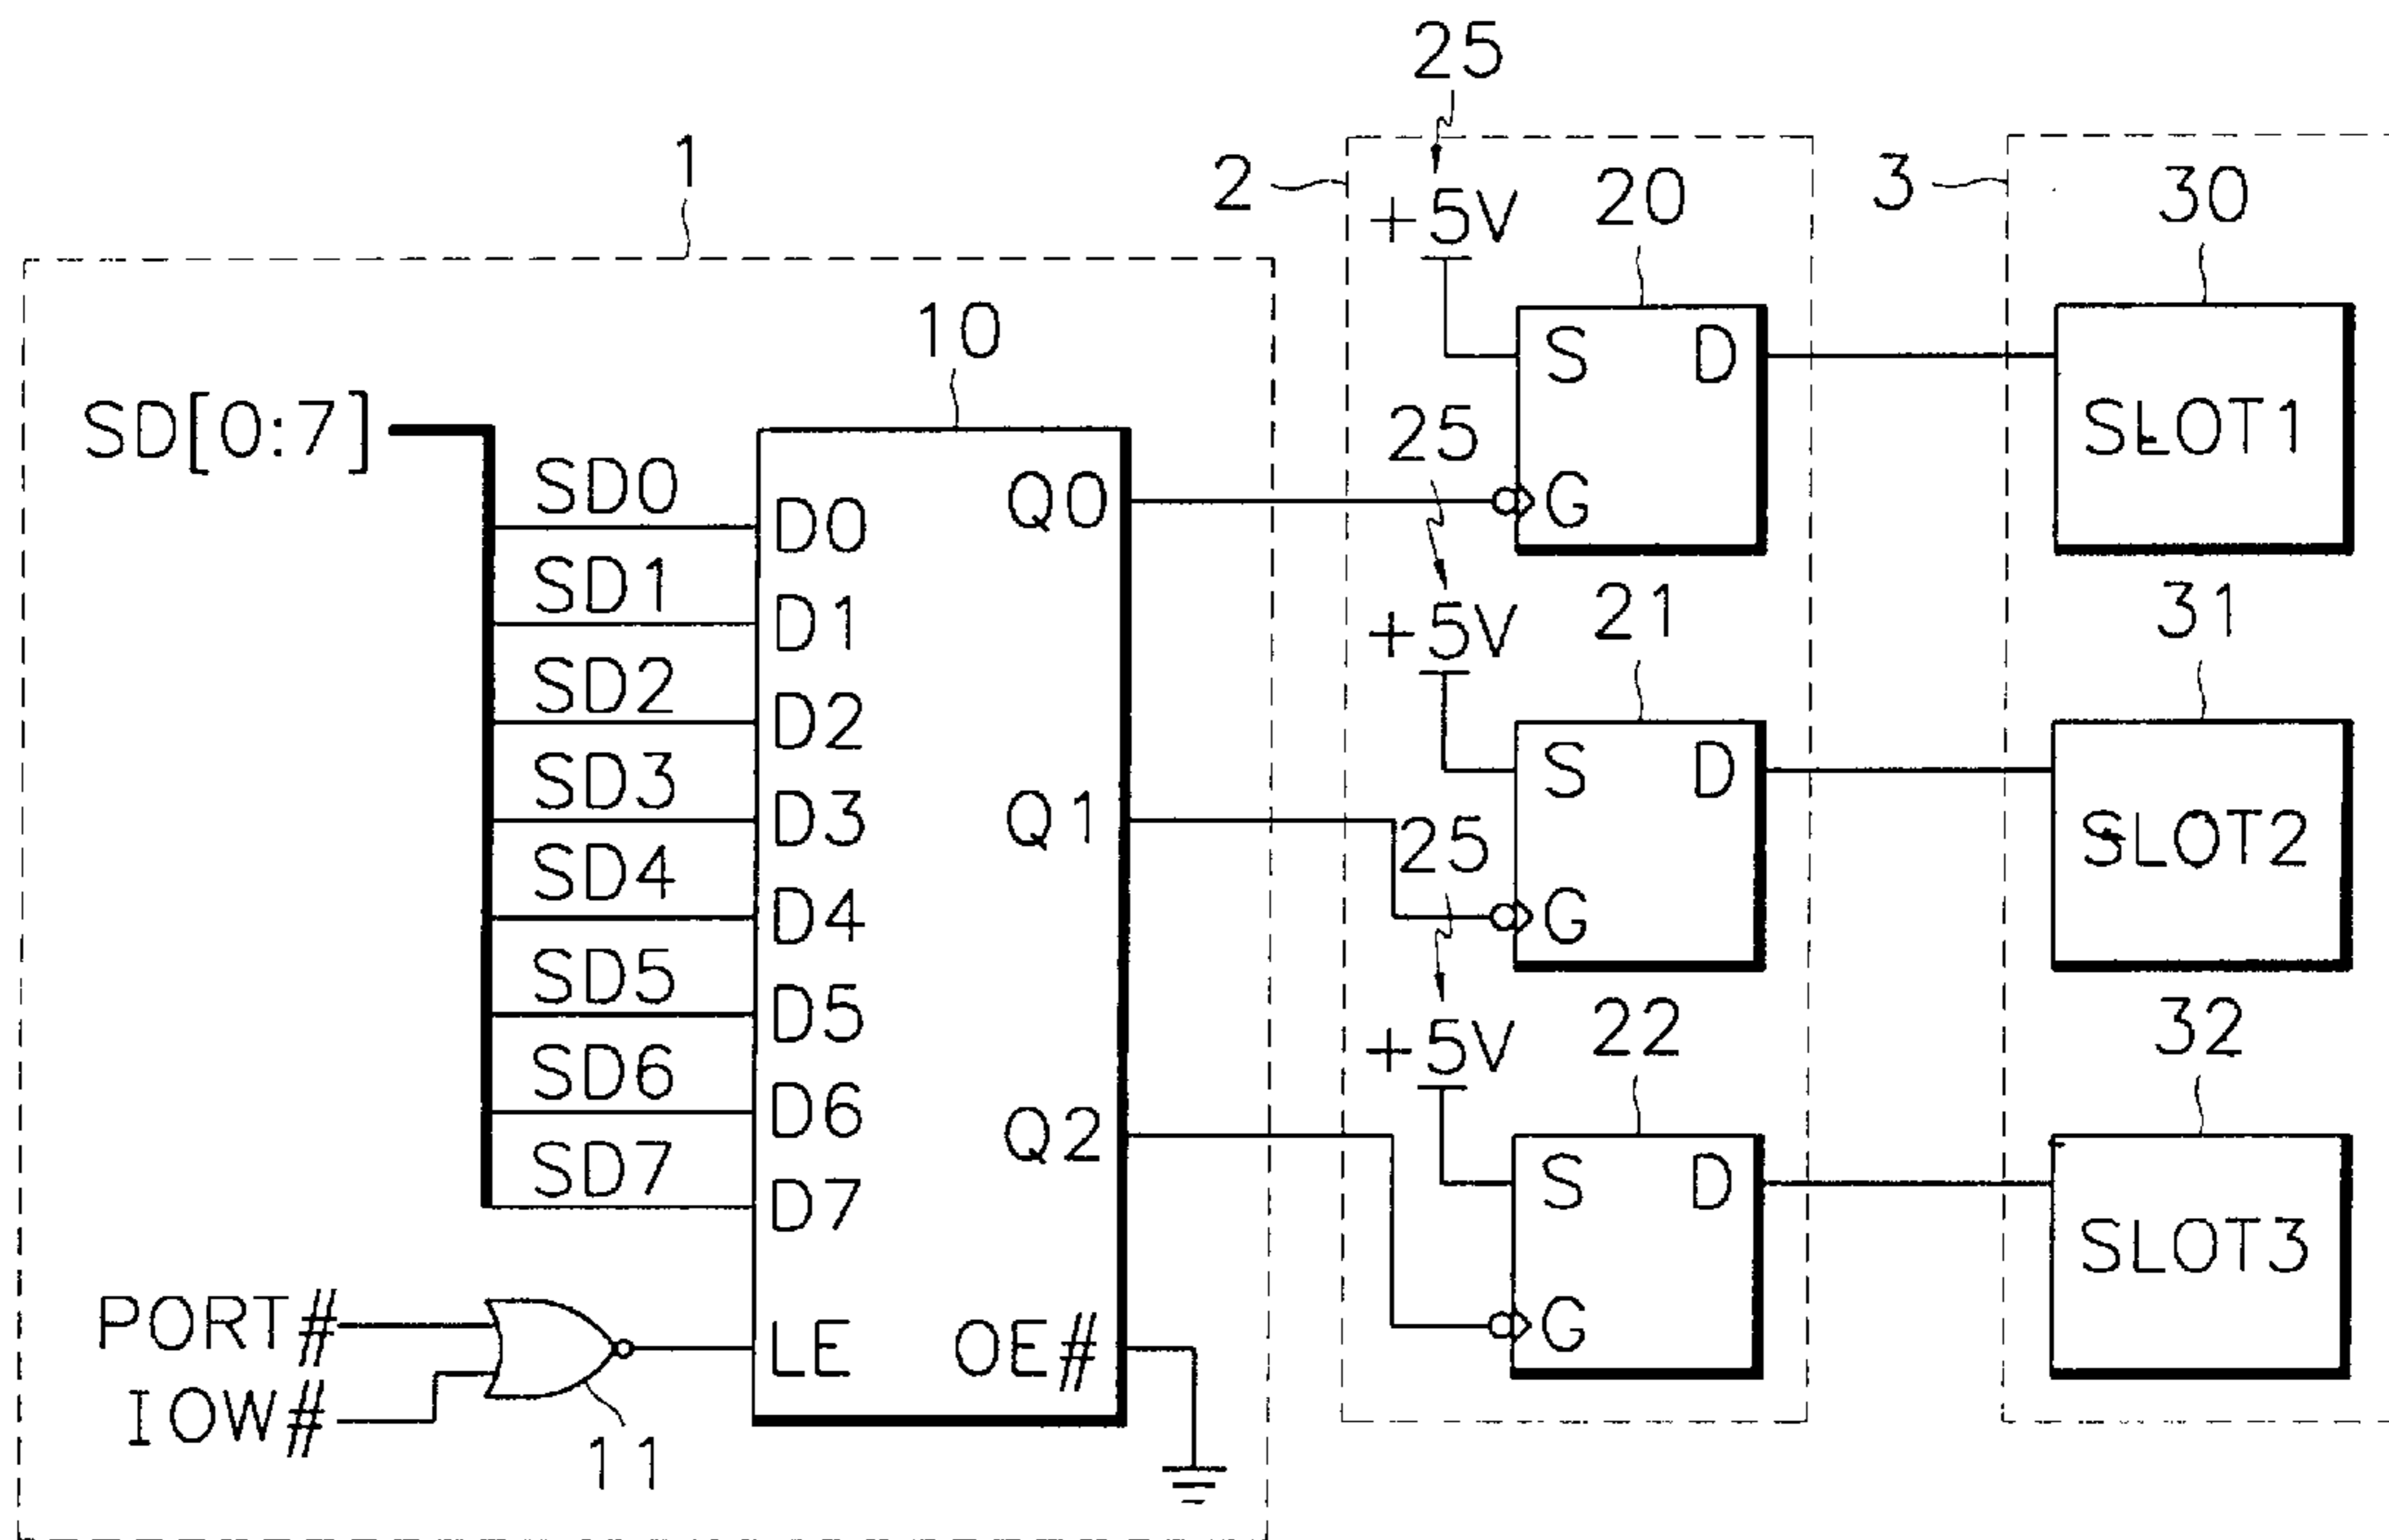 25
1
2
+5V
20
3
30
10
S
D
SD[0:7]
25
SLOT1
SD0
D0
Q0
G
SD1
D1
+5V
21
31
SD2
D2
SD3
D3
Q1
S
D
25
SLOT2
SD4
D4
G
SD5
D5
+5V
22
32
SD6
D6
Q2
SD7
D7
S
D
SLOT3
PORT#
LE
OE#
G
IOW#
11